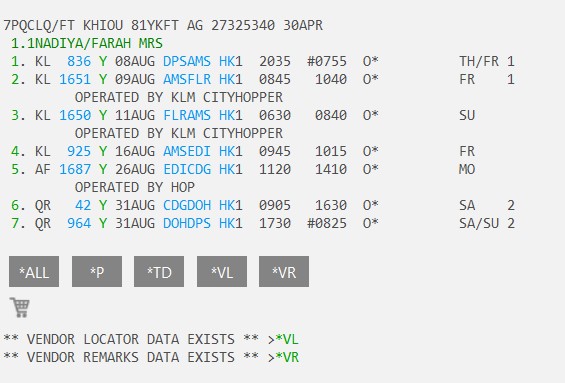 7PQCLQ/FT KHIOU 81YKFT AG 27325340 30APR
1.1NADIYA/FARAH MRS
1. KL 836 Y 08AUG DPSAMS HK1 2035 #0755 O* TH/FR 1
2. KL 1651 Y 09AUG AMSFLR HK1 0845 1040 O* FR 1
OPERATED BY KLM CITYHOPPER
3. KL 1650 Y 11AUG FLRAMS HK1 0630 0840 O* SU
OPERATED BY KLM CITYHOPPER
4. KL 925 Y 16AUG AMSEDI HK1 0945 1015 O* FR
5. AF 1687 Y 26AUG EDICDG HK1 1120 1410 O* MO
OPERATED BY HOP
6. QR 42 Y 31AUG CDGDOH HK1 0905 1630 O* SA 2
7. QR 964 Y 31AUG DOHDPS HK1 1730 #0825 O* SA/SU 2
*ALL *P *TD *VL *VR
** VENDOR LOCATOR DATA EXISTS ** >*VL
** VENDOR REMARKS DATA EXISTS ** >*VR